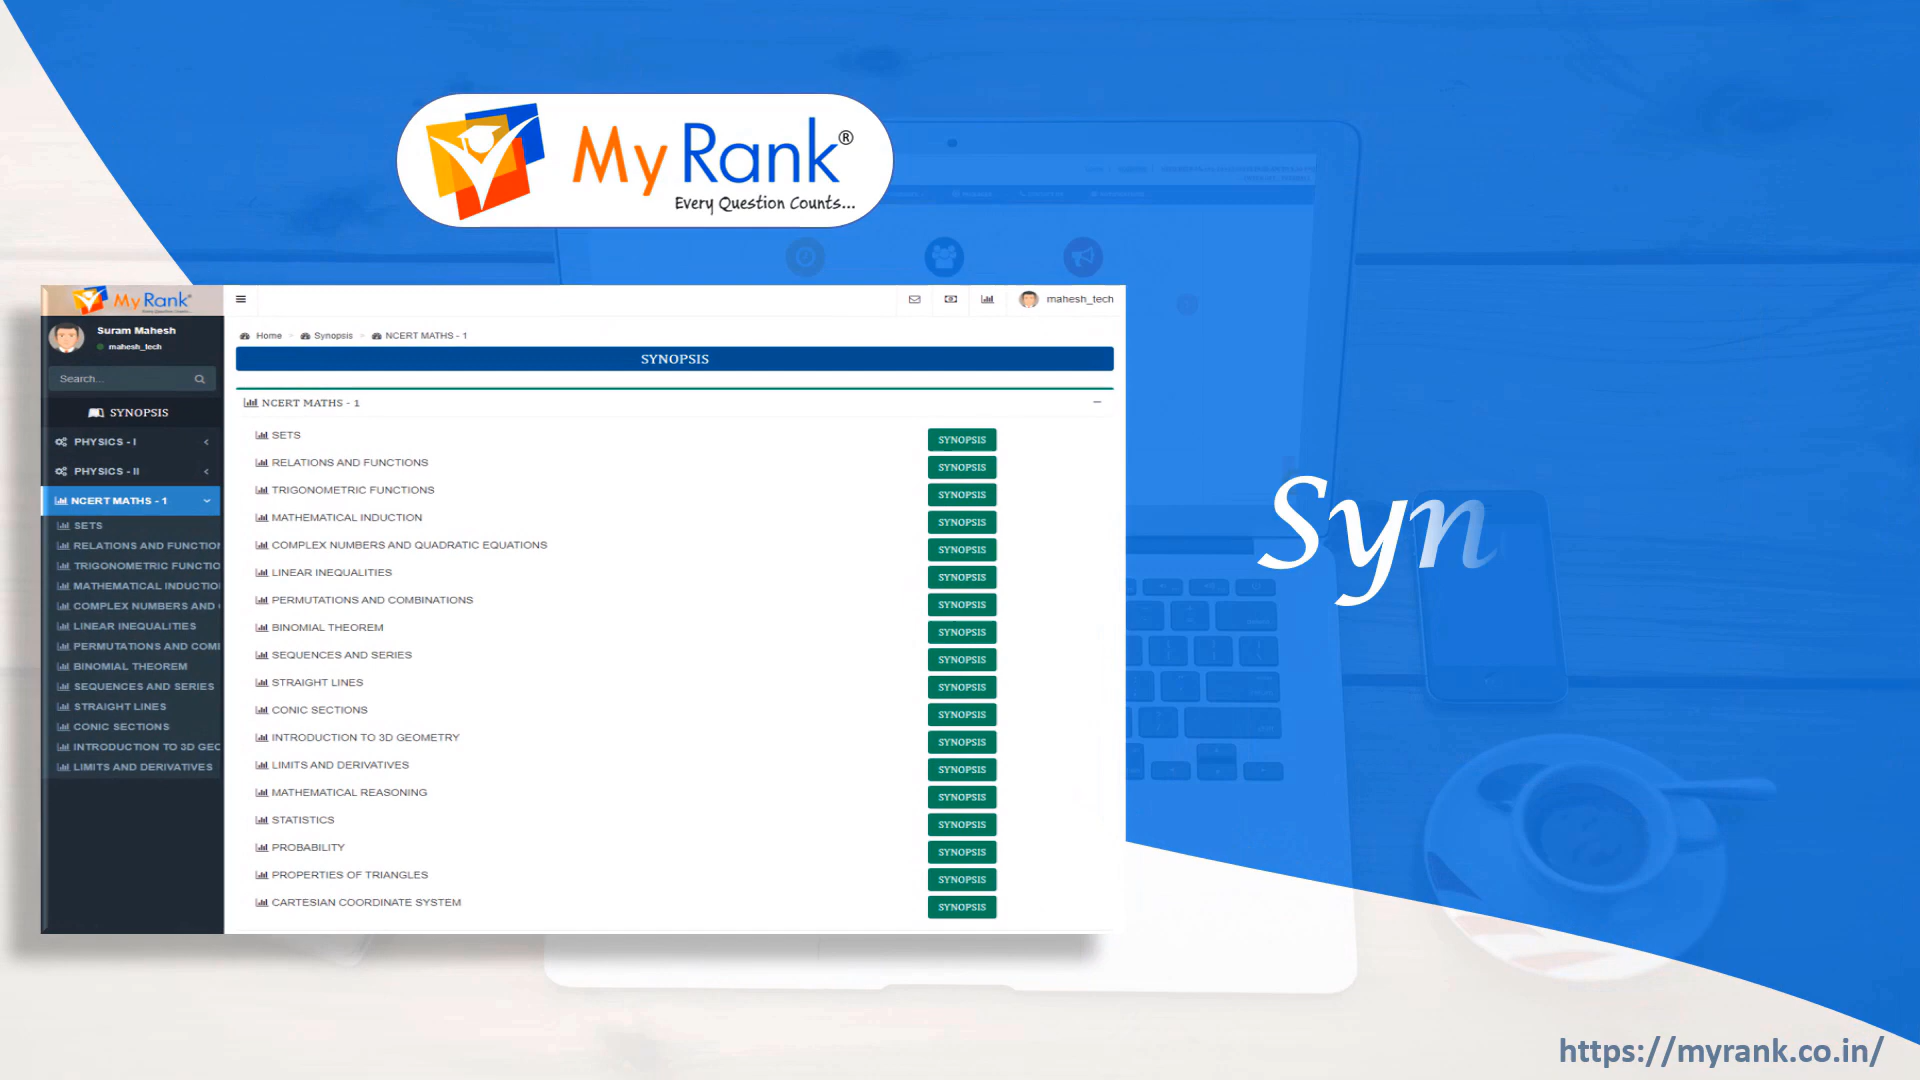 My Rank®
Every Question Counts...
My Rank
mahesh_tech
Suram Mahesh
mahesh_tech
Search...
SYNOPSIS
PHYSICS - I
PHYSICS - II
NCERT MATHS - 1
SETS
RELATIONS AND FUNCTION
TRIGONOMETRIC FUNCTIO
MATHEMATICAL INDUCTIO
COMPLEX NUMBERS AND
LINEAR INEQUALITIES
PERMUTATIONS AND COMI
BINOMIAL THEOREM
SEQUENCES AND SERIES
STRAIGHT LINES
CONIC SECTIONS
INTRODUCTION TO 3D GEC
LIMITS AND DERIVATIVES
Home > Synopsis > NCERT MATHS - 1
SYNOPSIS
NCERT MATHS - 1
SETS SYNOPSIS
RELATIONS AND FUNCTIONS SYNOPSIS
TRIGONOMETRIC FUNCTIONS SYNOPSIS
MATHEMATICAL INDUCTION SYNOPSIS
COMPLEX NUMBERS AND QUADRATIC EQUATIONS SYNOPSIS
LINEAR INEQUALITIES SYNOPSIS
PERMUTATIONS AND COMBINATIONS SYNOPSIS
BINOMIAL THEOREM SYNOPSIS
SEQUENCES AND SERIES SYNOPSIS
STRAIGHT LINES SYNOPSIS
CONIC SECTIONS SYNOPSIS
INTRODUCTION TO 3D GEOMETRY SYNOPSIS
LIMITS AND DERIVATIVES SYNOPSIS
MATHEMATICAL REASONING SYNOPSIS
STATISTICS SYNOPSIS
PROBABILITY SYNOPSIS
PROPERTIES OF TRIANGLES SYNOPSIS
CARTESIAN COORDINATE SYSTEM SYNOPSIS
Syn
https://myrank.co.in/